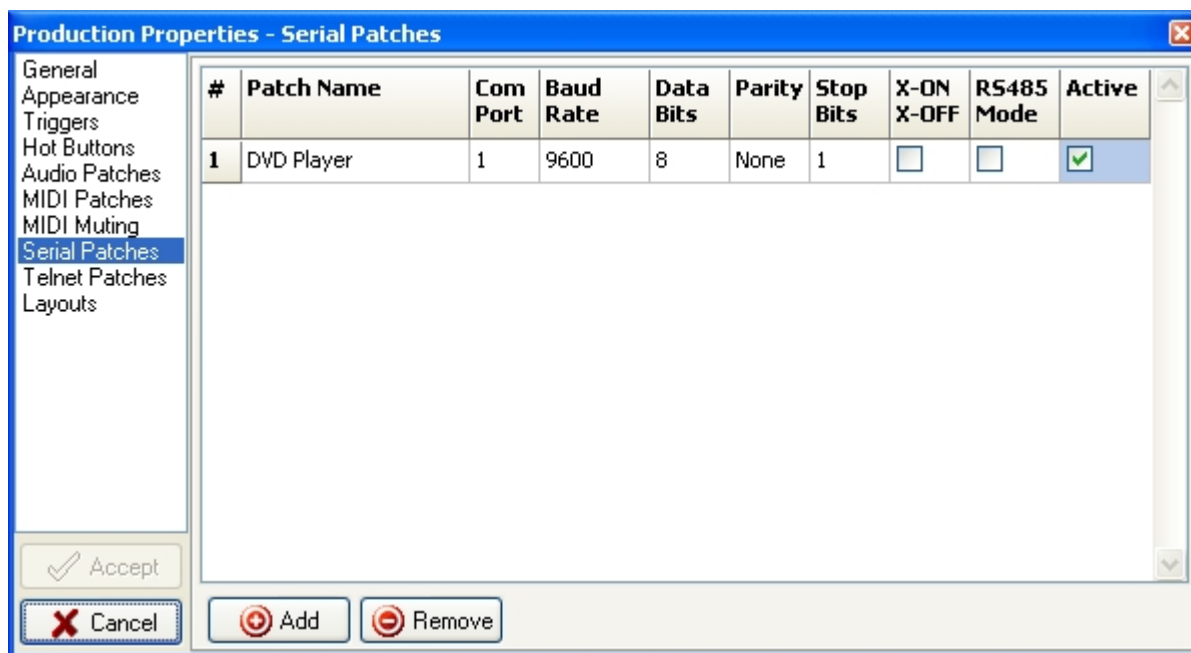 Production Properties - Serial Patches
General
Appearance
Triggers
Hot Buttons
Audio Patches
MIDI Patches
MIDI Muting
Serial Patches
Telnet Patches
Layouts
# Patch Name Com Port Baud Rate Data Bits Parity Stop Bits X-ON X-OFF RS485 Mode Active
1 DVD Player 1 9600 8 None 1
Accept
Cancel
Add
Remove